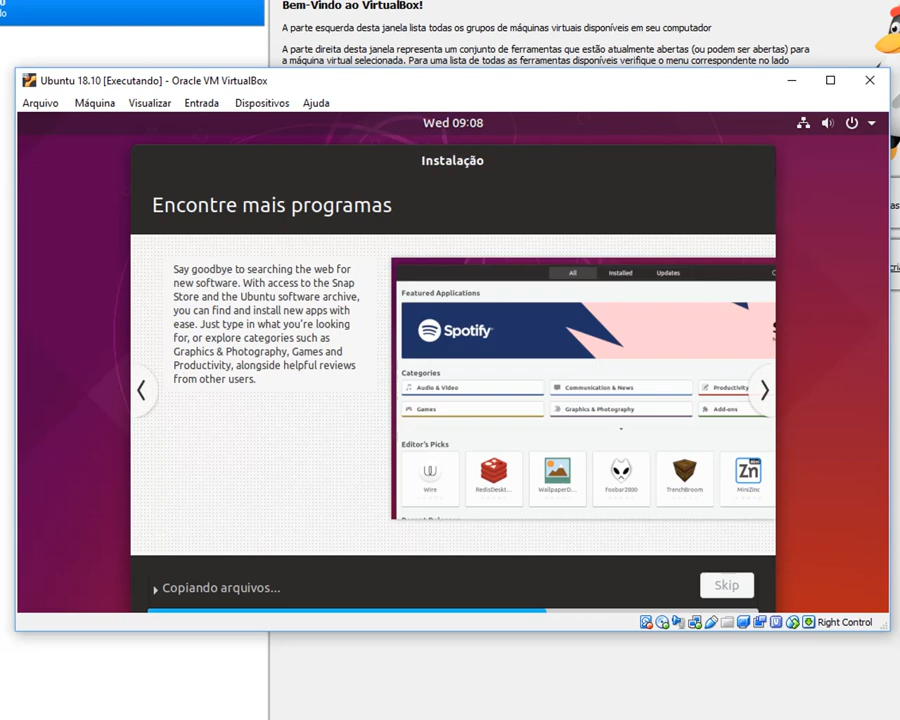 Bem-Vindo ao VirtualBox!
A parte esquerda desta janela lista todas os grupos de máquinas virtuais disponíveis em seu computador
A parte direita desta janela representa um conjunto de ferramentas que estão atualmente abertas (ou podem ser abertas) para
a máquina virtual selecionada. Para uma lista de todas as ferramentas disponíveis verifique o menu correspondente no lado
Ubuntu 18.10 [Executando] - Oracle VM VirtualBox
Arquivo Máquina Visualizar Entrada Dispositivos Ajuda
Wed 09:08
Instalação
Encontre mais programas
Say goodbye to searching the web for
new software. With access to the Snap
Store and the Ubuntu software archive,
you can find and install new apps with
ease. Just type in what you're looking
for, or explore categories such as
Graphics & Photography, Games and
Productivity, alongside helpful reviews
from other users.
All Installed Updates
Featured Applications
Spotify
Categories
Audio & Video Communication & News Productivity
Games Graphics & Photography Add-ons
Editor's Picks
Zn
Wire RedisDeskt... WallpaperD... Foobar2000 TrenchBroom MiniZinc
Copiando arquivos...
Skip
Right Control